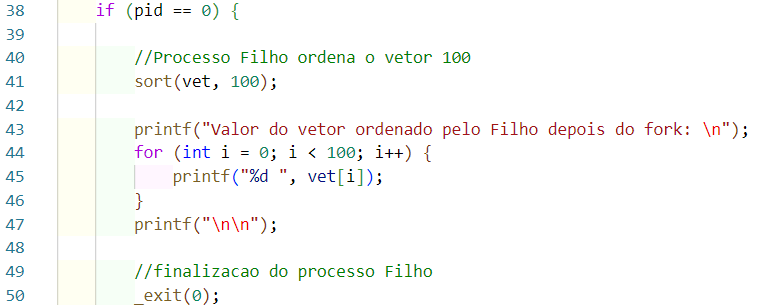 38 if (pid == 0) {
39
40 //Processo Filho ordena o vetor 100
41 sort(vet, 100);
42
43 printf("Valor do vetor ordenado pelo Filho depois do fork: \n");
44 for (int i = 0; i < 100; i++) {
45 printf("%d ", vet[i]);
46 }
47 printf("\n\n");
48
49 //finalizacao do processo Filho
50 _exit(0);